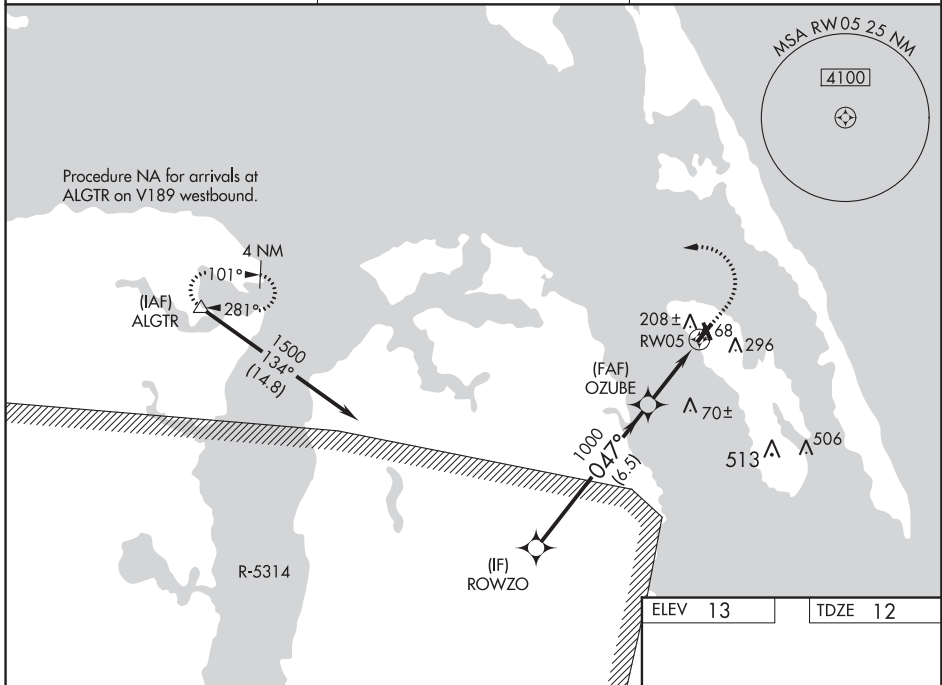 MSA RW 05 25 NM
4100
Procedure NA for arrivals at
ALGTR on V189 westbound.
4 NM
101°
281°
(IAF)
ALGTR
1500
134°
(14.8)
208 ±
68
RW05
296
(FAF)
OZUBE
70 ±
1000
047°
(6.5)
513
506
(IF)
ROWZO
R-5314
ELEV 13
TDZE 12